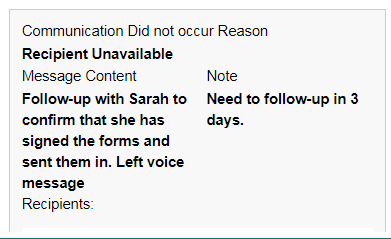 Communication Did not occur Reason
Recipient Unavailable
Message Content Note
Follow-up with Sarah to Need to follow-up in 3
confirm that she has days.
signed the forms and
sent them in. Left voice
message
Recipients: